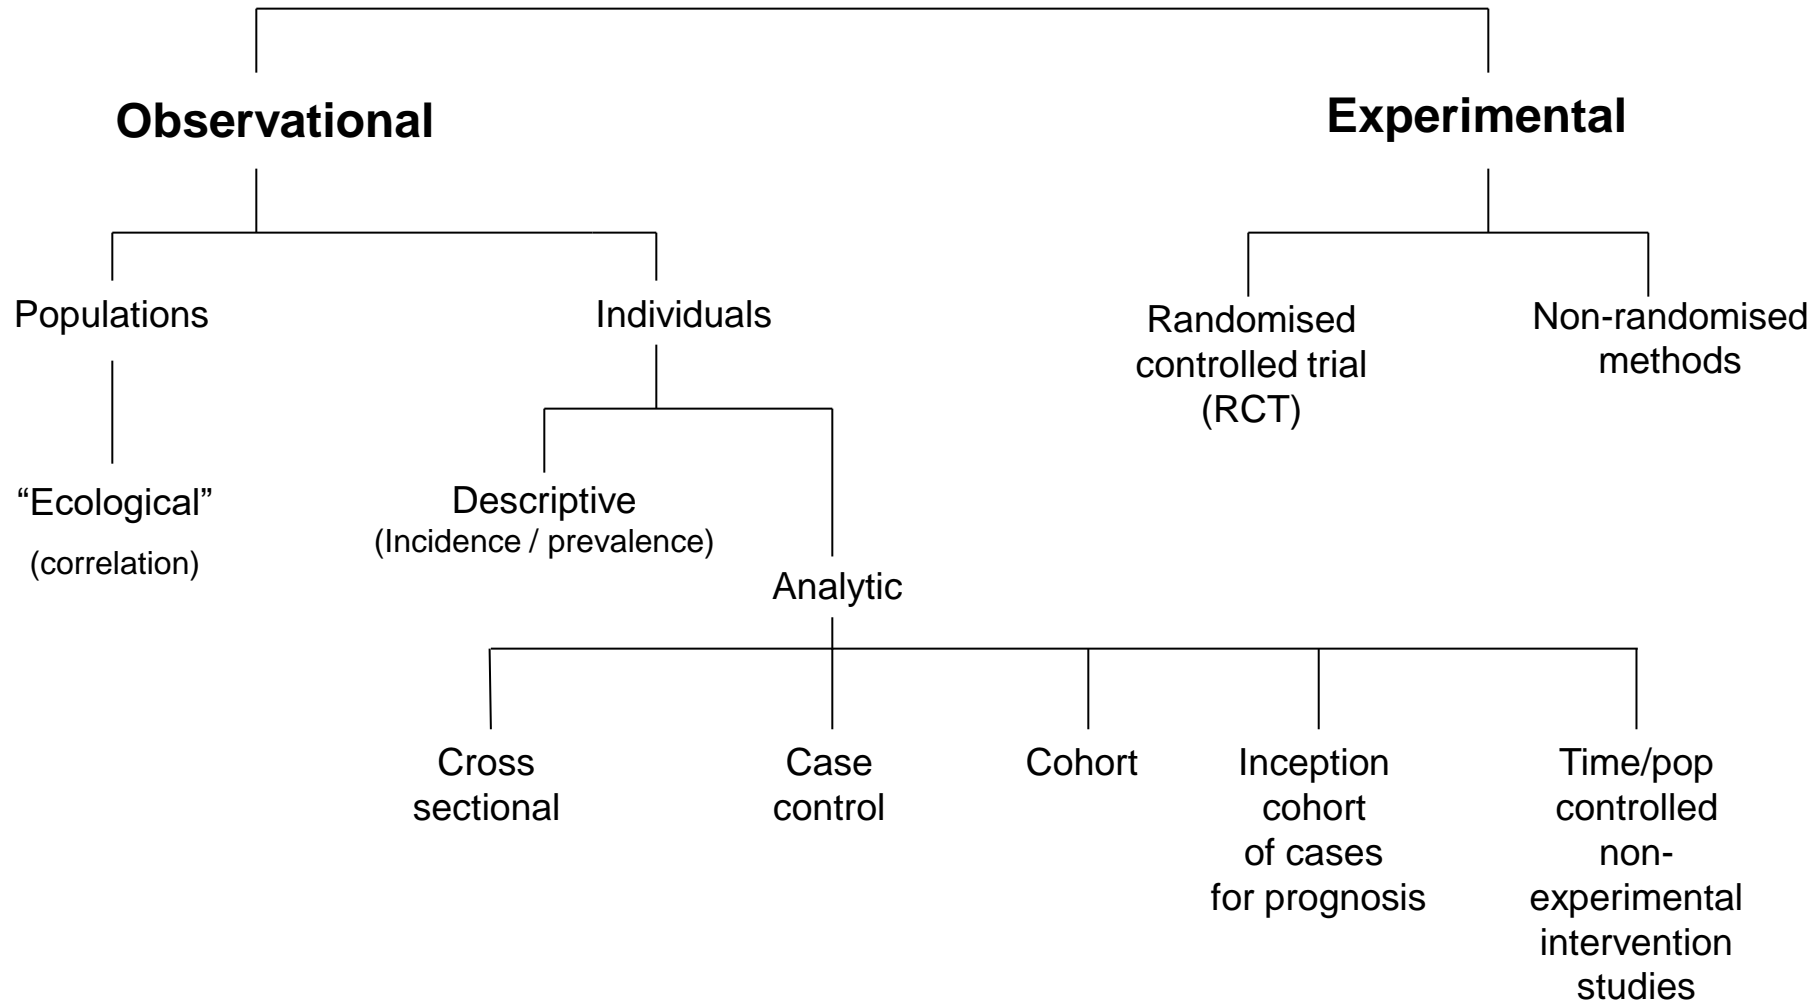 Observational
Experimental
Populations
Individuals
Randomised
controlled trial
(RCT)
Non-randomised
methods
“Ecological”
(correlation)
Descriptive
(Incidence / prevalence)
Analytic
Cross
sectional
Case
control
Cohort
Inception
cohort
of cases
for prognosis
Time/pop
controlled
non-
experimental
intervention
studies